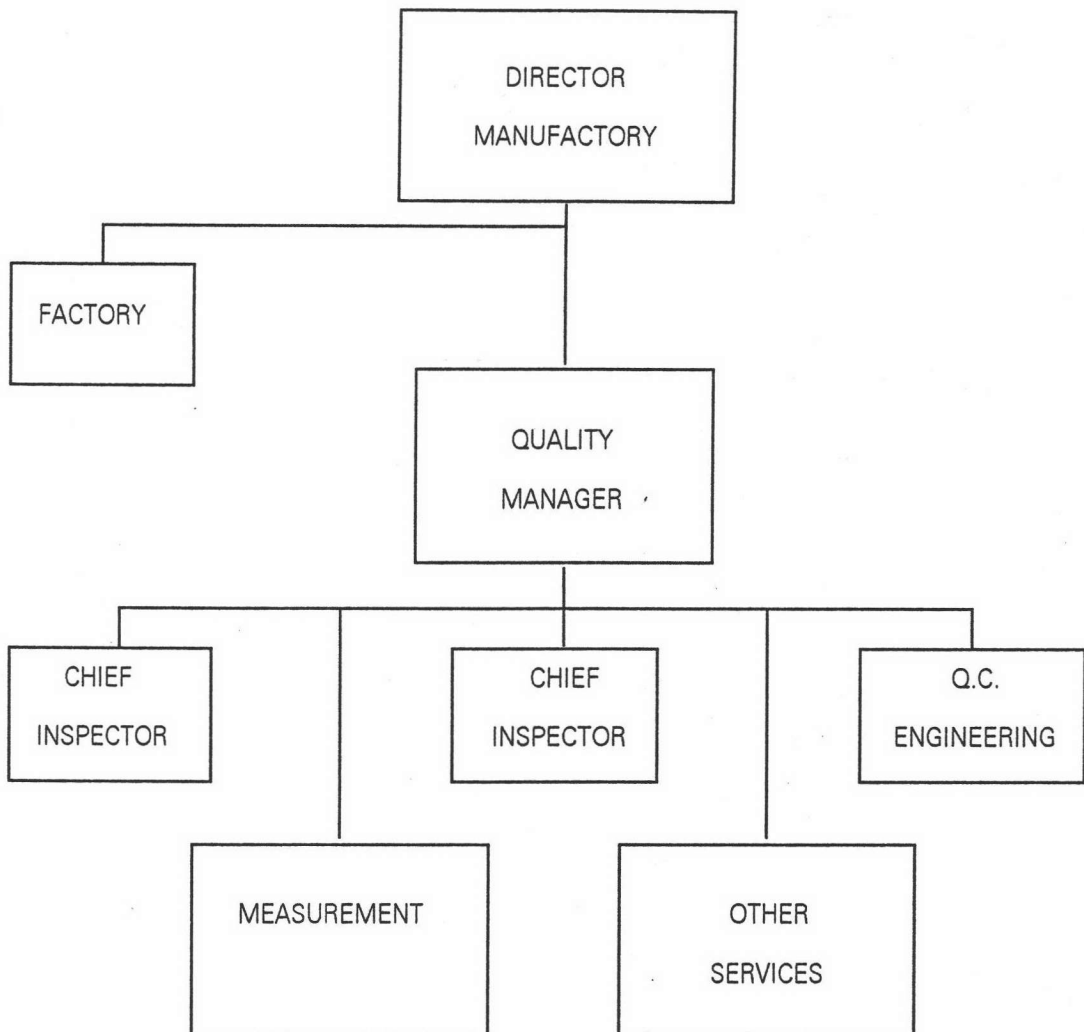 DIRECTOR
MANUFACTORY
FACTORY
QUALITY
MANAGER
CHIEF
INSPECTOR
CHIEF
INSPECTOR
Q.C.
ENGINEERING
MEASUREMENT
OTHER
SERVICES